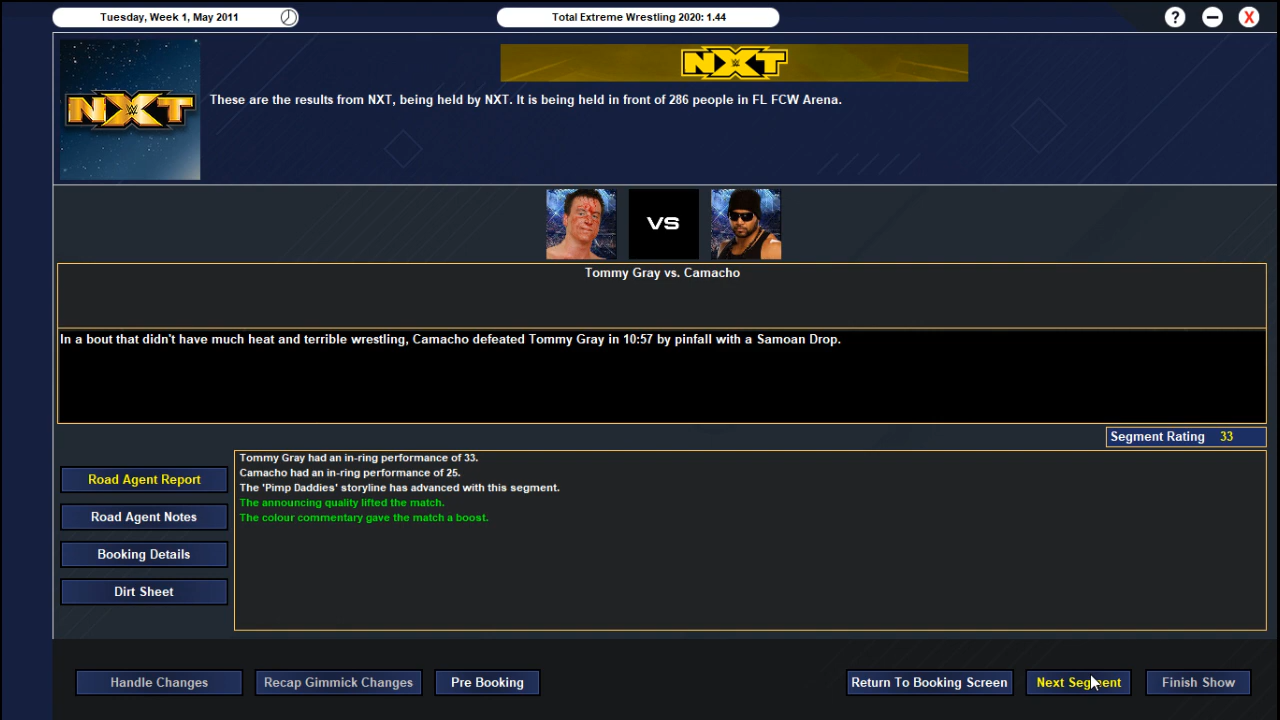 Tuesday, Week 1, May 2011
Total Extreme Wrestling 2020: 1.44
? X
NXT
NXT
These are the results from NXT, being held by NXT. It is being held in front of 286 people in FL FCW Arena.
VS
Tommy Gray vs. Camacho
In a bout that didn't have much heat and terrible wrestling, Camacho defeated Tommy Gray in 10:57 by pinfall with a Samoan Drop.
Segment Rating 33
Road Agent Report
Road Agent Notes
Booking Details
Dirt Sheet
Tommy Gray had an in-ring performance of 33.
Camacho had an in-ring performance of 25.
The 'Pimp Daddies' storyline has advanced with this segment.
The announcing quality lifted the match.
The colour commentary gave the match a boost.
Handle Changes
Recap Gimmick Changes
Pre Booking
Return To Booking Screen
Next Segment
Finish Show